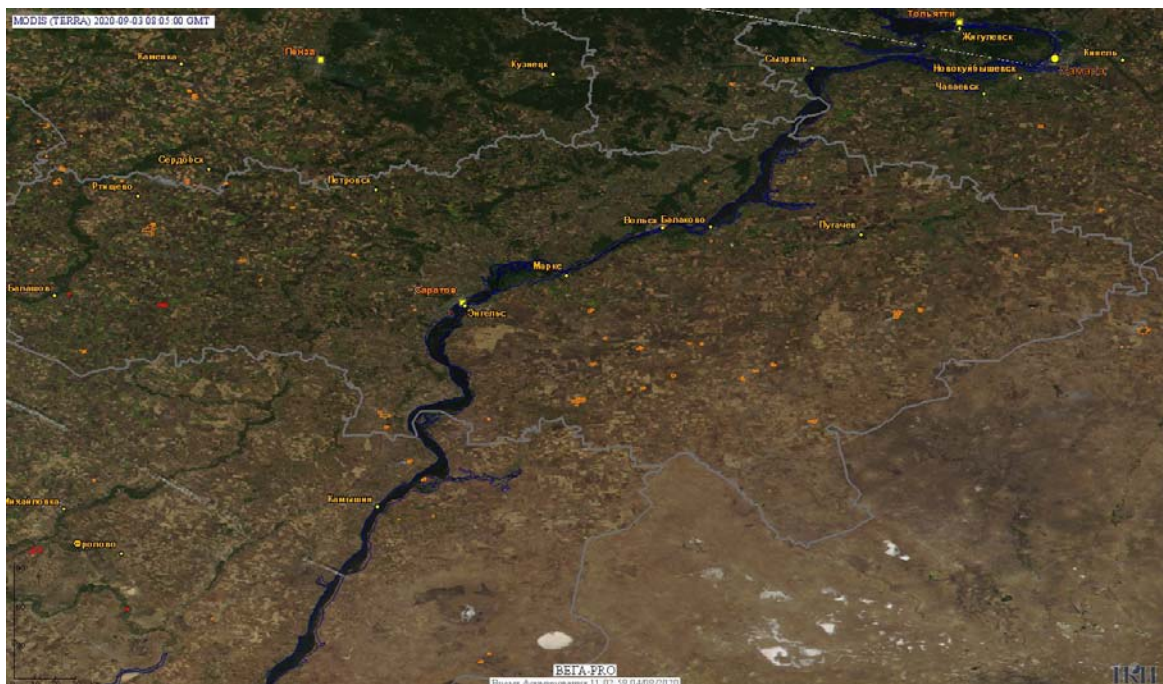 MODIS (TERRA) 2020-09-03 08:05:00 GMT
Тольятти
Жигулевск
Пенза
Каменка
Кузнецк
Сызрань
Кинель
Новокуйбышевск
Чапаевск
Сердобск
Ртищево
Петровск
Вольск
Балаково
Пугачев
Маркс
Балашов
Саратов
Энгельс
Камышин
Михайловка
Фролово
ВЕГА-PRO